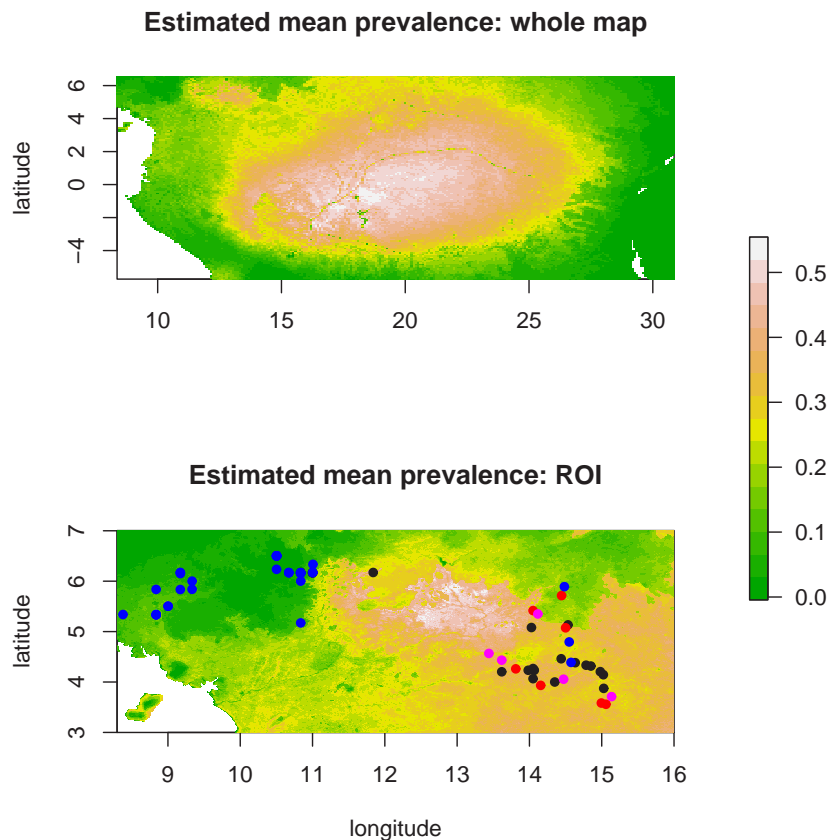 Estimated mean prevalence: whole map
latitude
6
4
2
0
−4
10 15 20 25 30
0.5
0.4
0.3
0.2
0.1
0.0
Estimated mean prevalence: ROI
latitude
7
6
5
4
3
9 10 11 12 13 14 15 16
longitude